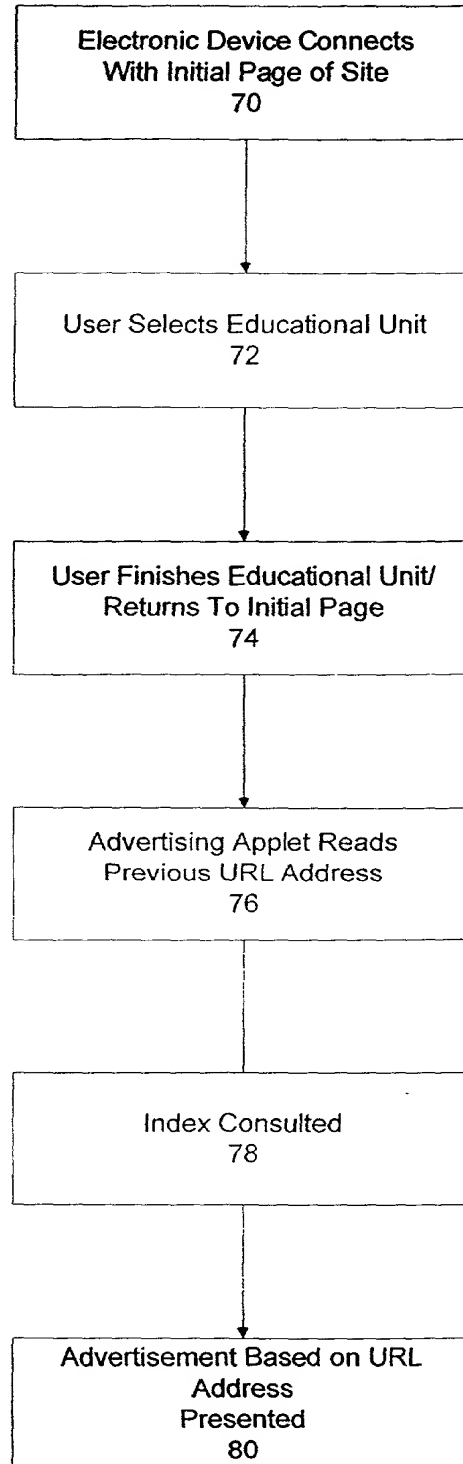 Electronic Device Connects
With Initial Page of Site
70
User Selects Educational Unit
72
User Finishes Educational Unit/
Returns To Initial Page
74
Advertising Applet Reads
Previous URL Address
76
Index Consulted
78
Advertisement Based on URL
Address
Presented
80